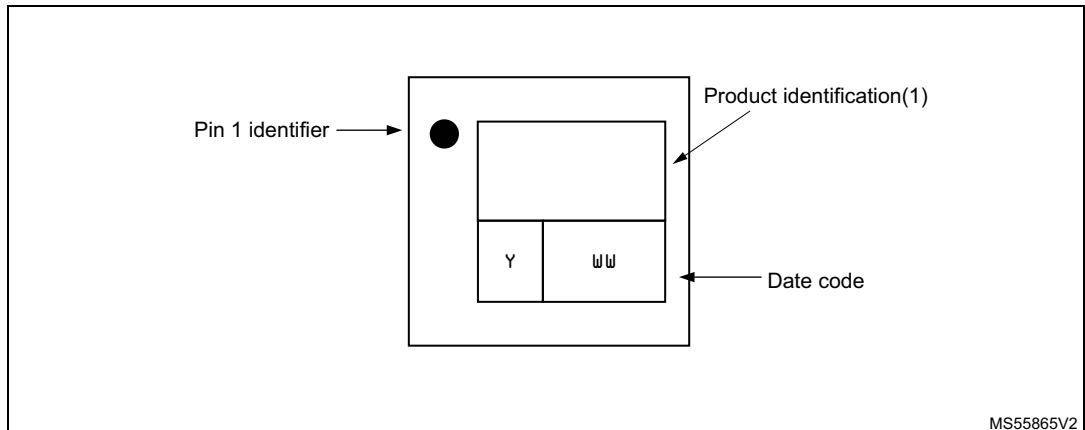 Product identification(1)
Pin 1 identifier
Y WW
Date code
MS55865V2